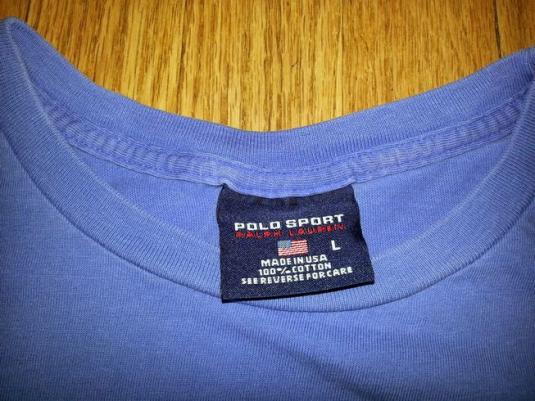 POLO SPORT
RALPH LAUREN
L
MADE IN USA
100% COTTON
SEE REVERSE FOR CARE